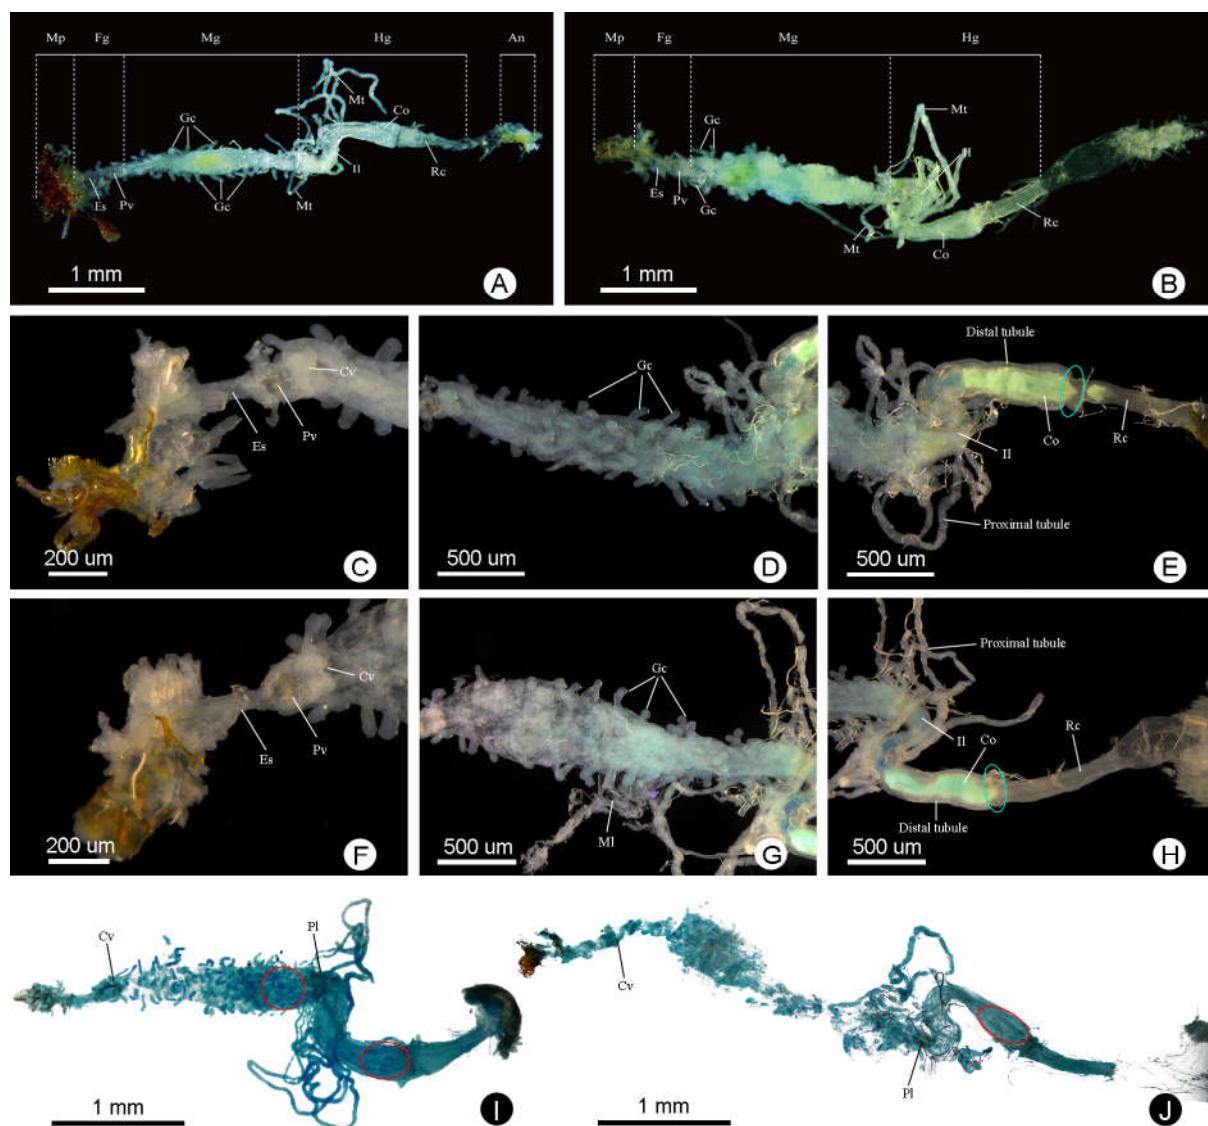 Mp Fg Mg Hg An
Mt
Gc Co
Il Rc
Es Pv Gc Mt
1 mm
A
Mp Fg Mg Hg
Mt
Gc Il
Es Pv Gc
Mt Co Rc
1 mm
B
Cv
Pv
Es
200 um
C
Gc
500 um
D
Distal tubule
Co Rc
Il
Proximal tubule
500 um
E
Cv
Es Pv
200 um
F
Gc
Ml
500 um
G
Proximal tubule
Il Co Rc
Distal tubule
500 um
H
Cv Pl
1 mm
I
Cv
Pl
1 mm
J